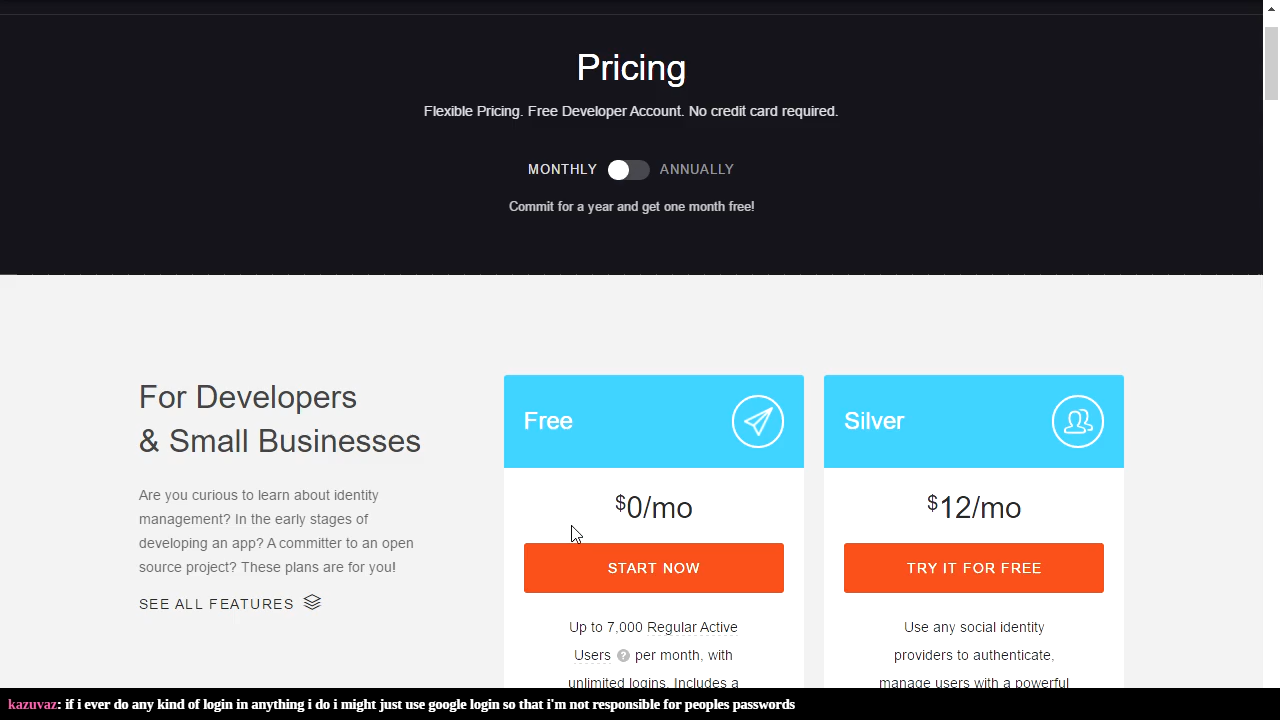 Pricing
Flexible Pricing. Free Developer Account. No credit card required.
MONTHLY ANNUALLY
Commit for a year and get one month free!
For Developers
& Small Businesses
Are you curious to learn about identity
management? In the early stages of
developing an app? A committer to an open
source project? These plans are for you!
SEE ALL FEATURES
Free
$0/mo
START NOW
Up to 7,000 Regular Active
Users ? per month, with
unlimited logins. Includes a
Silver
$12/mo
TRY IT FOR FREE
Use any social identity
providers to authenticate,
manage users with a powerful
kazuvaz: if i ever do any kind of login in anything i do i might just use google login so that i'm not responsible for peoples passwords